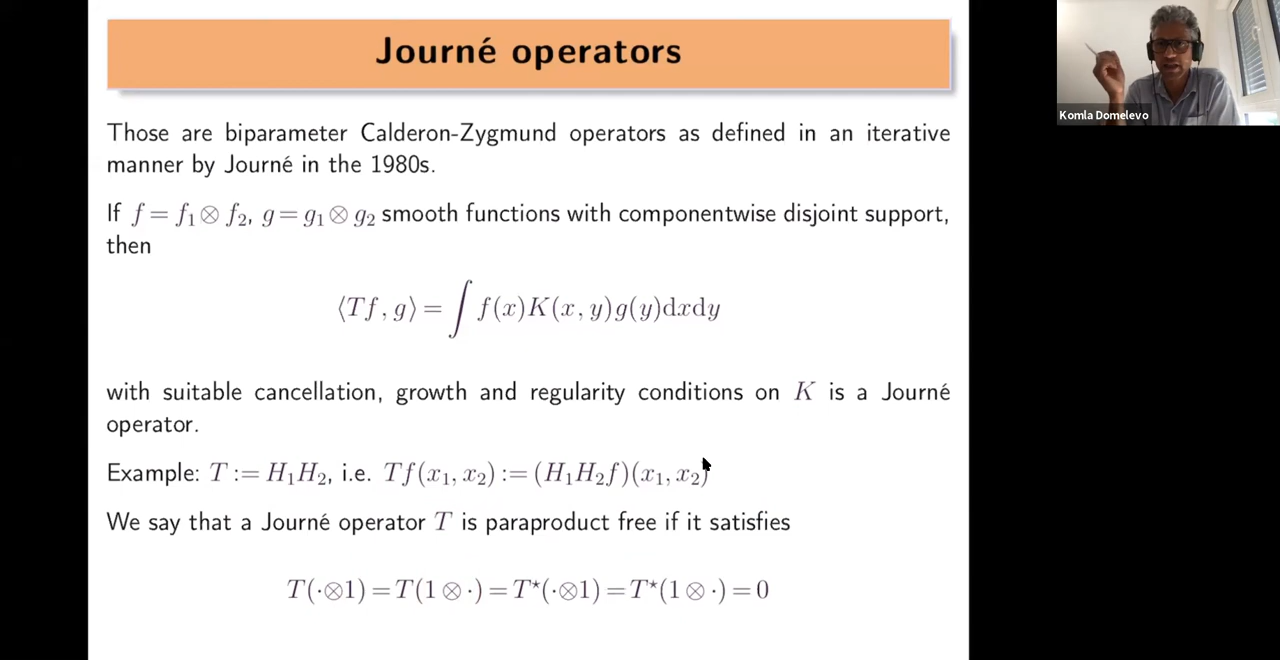 Journé operators
Komla Domelevo
Those are biparameter Calderon-Zygmund operators as defined in an iterative
manner by Journé in the 1980s.
If f = f₁ ⊗ f₂, g = g₁ ⊗ g₂ smooth functions with componentwise disjoint support,
then
⟨Tf, g⟩ = ∫ f(x)K(x, y)g(y)dxdy
with suitable cancellation, growth and regularity conditions on K is a Journé
operator.
Example: T := H₁H₂, i.e. Tf(x₁, x₂) := (H₁H₂f)(x₁, x₂)
We say that a Journé operator T is paraproduct free if it satisfies
T(·⊗1) = T(1 ⊗ ·) = T⋆(·⊗1) = T⋆(1 ⊗ ·) = 0